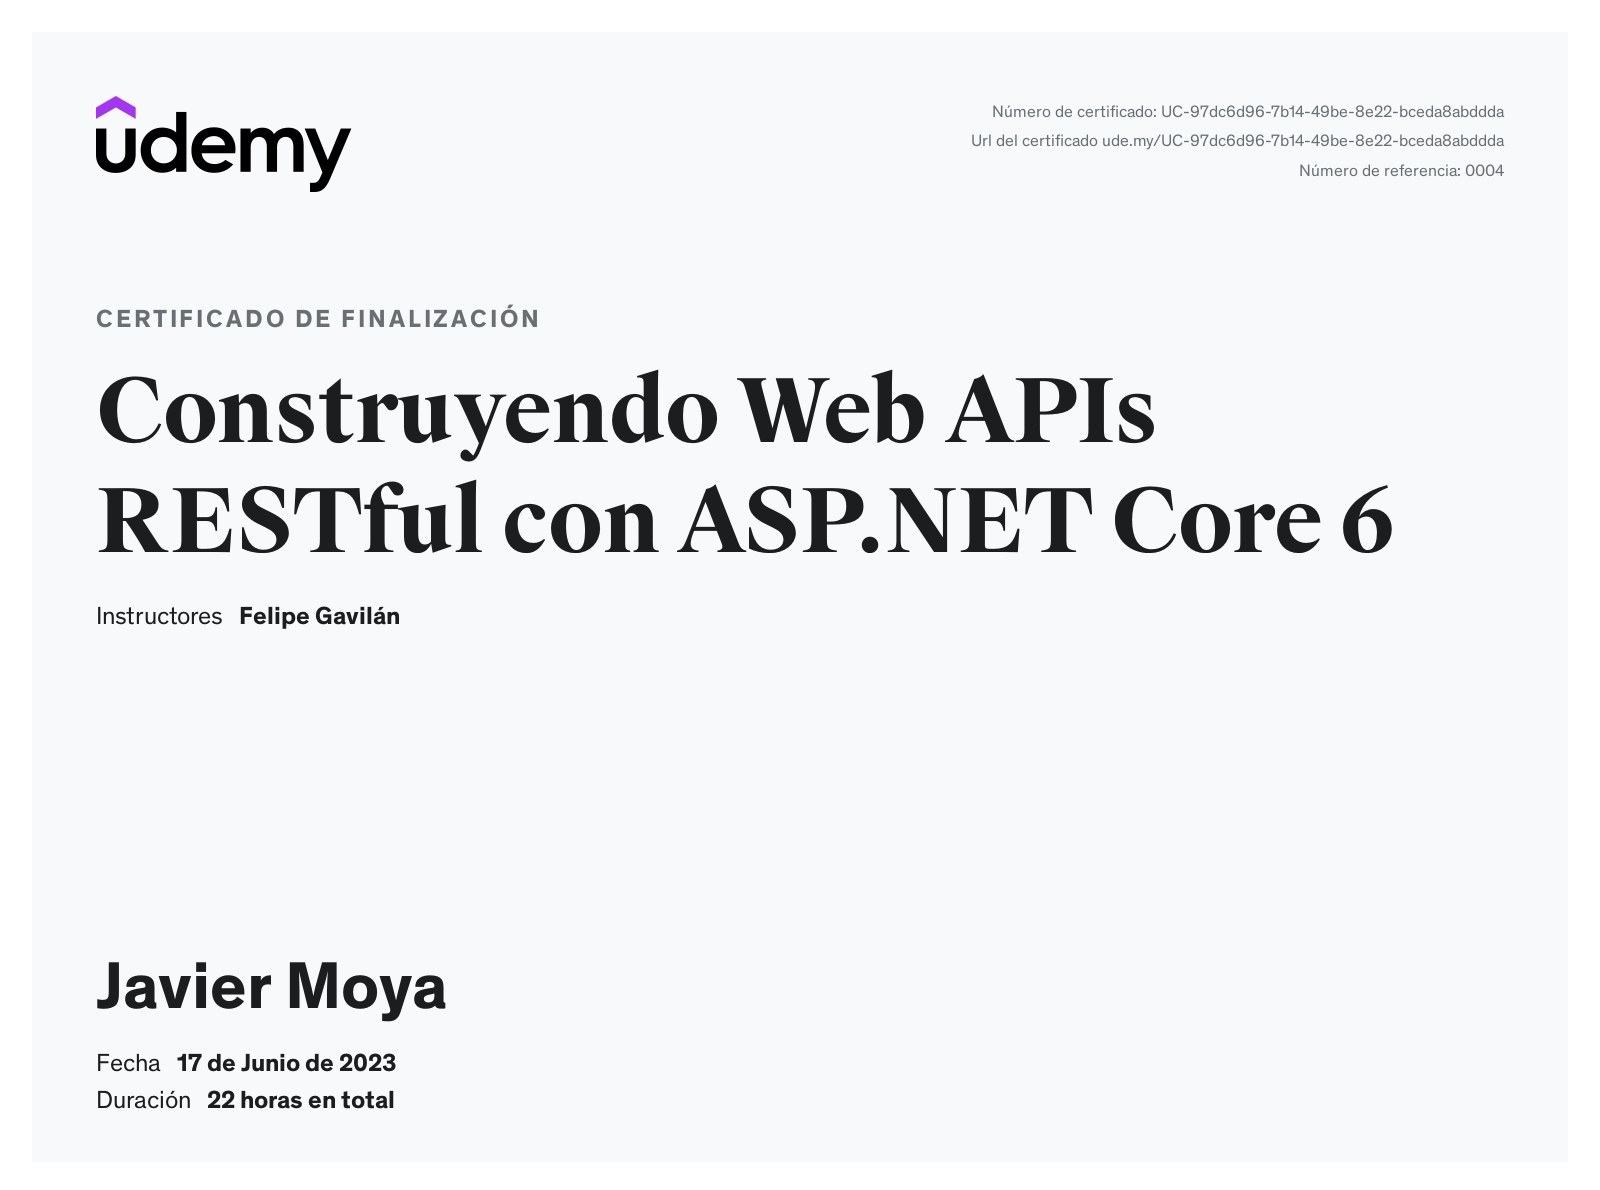 udemy
Número de certificado: UC-97dc6d96-7b14-49be-8e22-bceda8abddda
Url del certificado ude.my/UC-97dc6d96-7b14-49be-8e22-bceda8abddda
Número de referencia: 0004
CERTIFICADO DE FINALIZACIÓN
Construyendo Web APIs
RESTful con ASP.NET Core 6
Instructores Felipe Gavilán
Javier Moya
Fecha 17 de Junio de 2023
Duración 22 horas en total